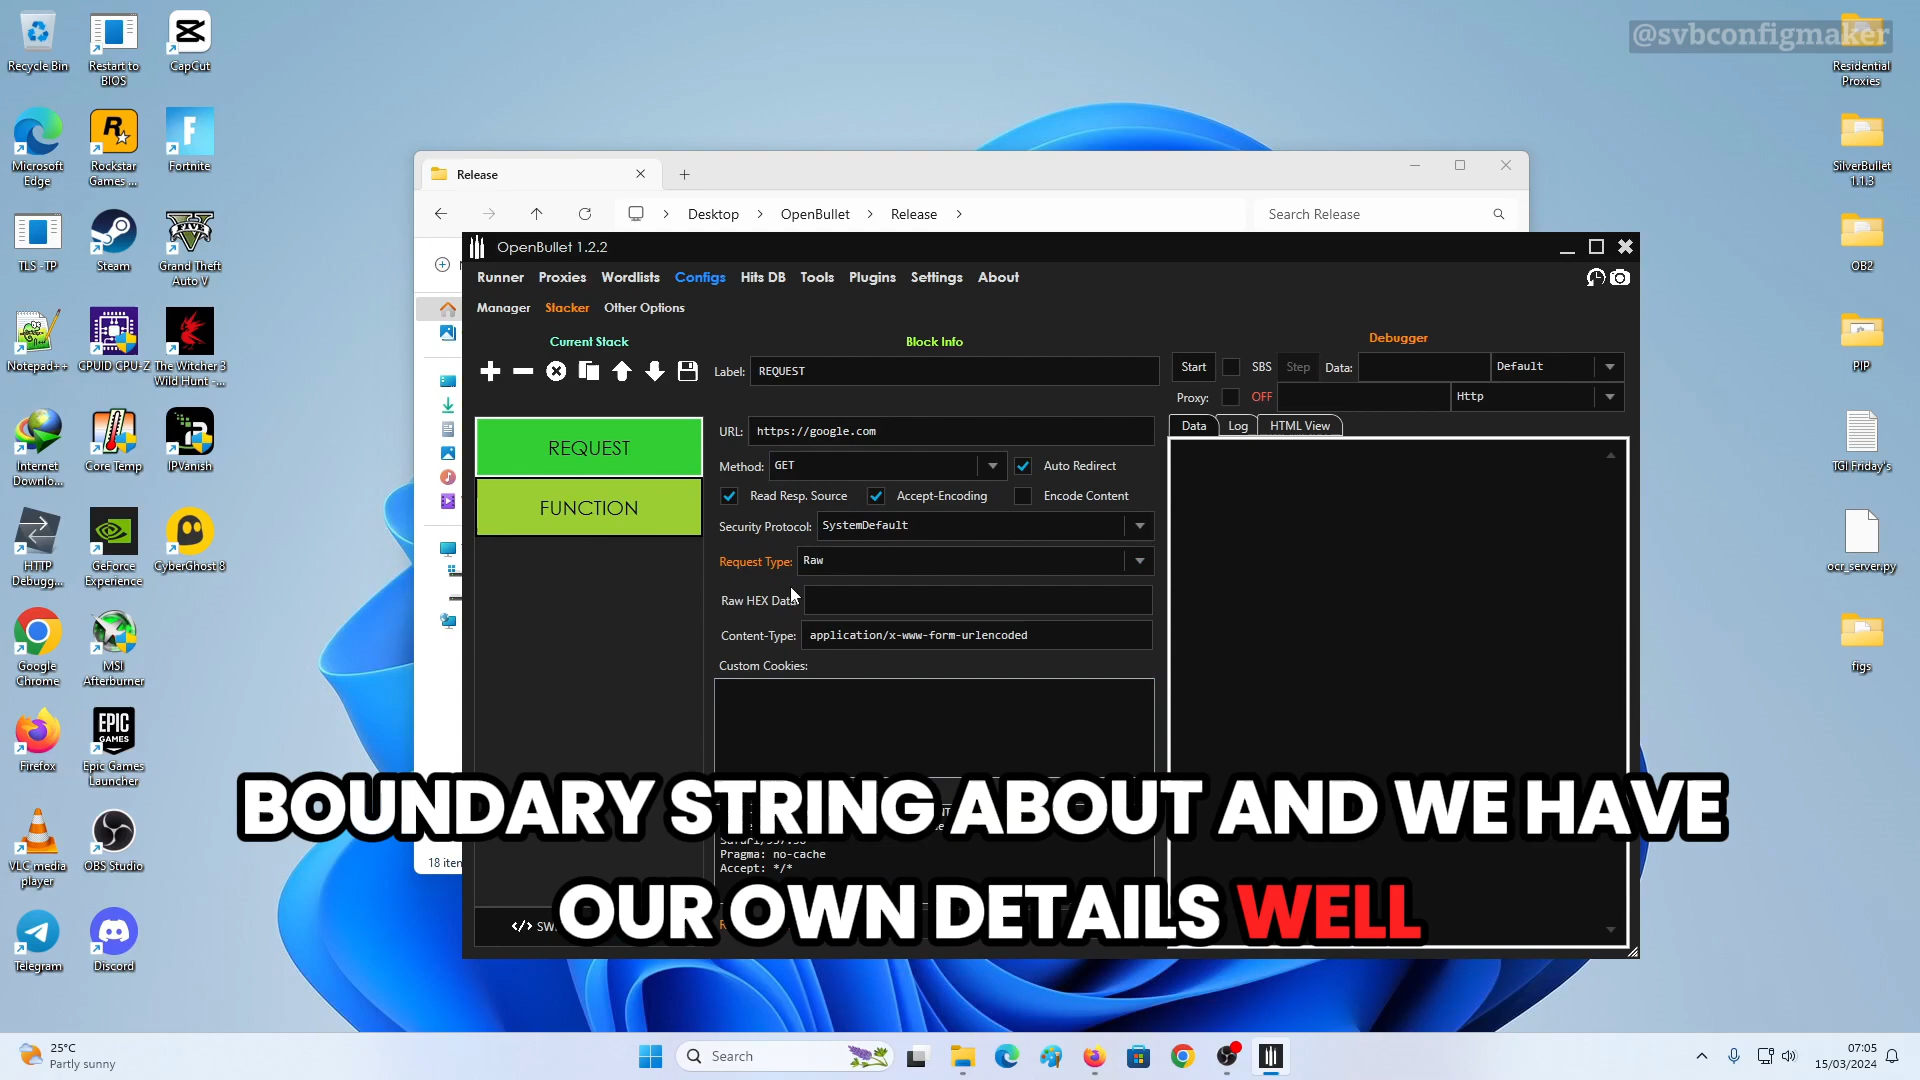 @svbconfigmaker
Recycle Bin
Restart to
BIOS
CapCut
Microsoft
Edge
Rockstar
Games ...
Fortnite
TLS - TP
Steam
Grand Theft
Auto V
Notepad++
CPUID CPU-Z
The Witcher 3
Wild Hunt -...
Internet
Downlo...
Core Temp
IPVanish
HTTP
Debugg...
GeForce
Experience
CyberGhost 8
Google
Chrome
MSI
Afterburner
Firefox
EPIC
GAMES
Epic Games
Launcher
VLC media
player
OBS Studio
Telegram
Discord
Residential
Proxies
SilverBullet
1.1.3
OB2
PIP
TGI Friday's
ocr_server.py
figs
Release
Desktop > OpenBullet > Release >
Search Release
18 item
OpenBullet 1.2.2
Runner Proxies Wordlists Configs Hits DB Tools Plugins Settings About
Manager Stacker Other Options
Current Stack
Block Info
Debugger
Label: REQUEST
Start SBS Step Data: Default
Proxy: OFF Http
Data Log HTML View
REQUEST
FUNCTION
URL: https://google.com
Method: GET Auto Redirect
Read Resp. Source Accept-Encoding Encode Content
Security Protocol: SystemDefault
Request Type: Raw
Raw HEX Data
Content-Type: application/x-www-form-urlencoded
Custom Cookies:
Pragma: no-cache
Accept: */*
</> SW
BOUNDARY STRING ABOUT AND WE HAVE
OUR OWN DETAILS WELL
25°C
Partly sunny
Search
07:05
15/03/2024